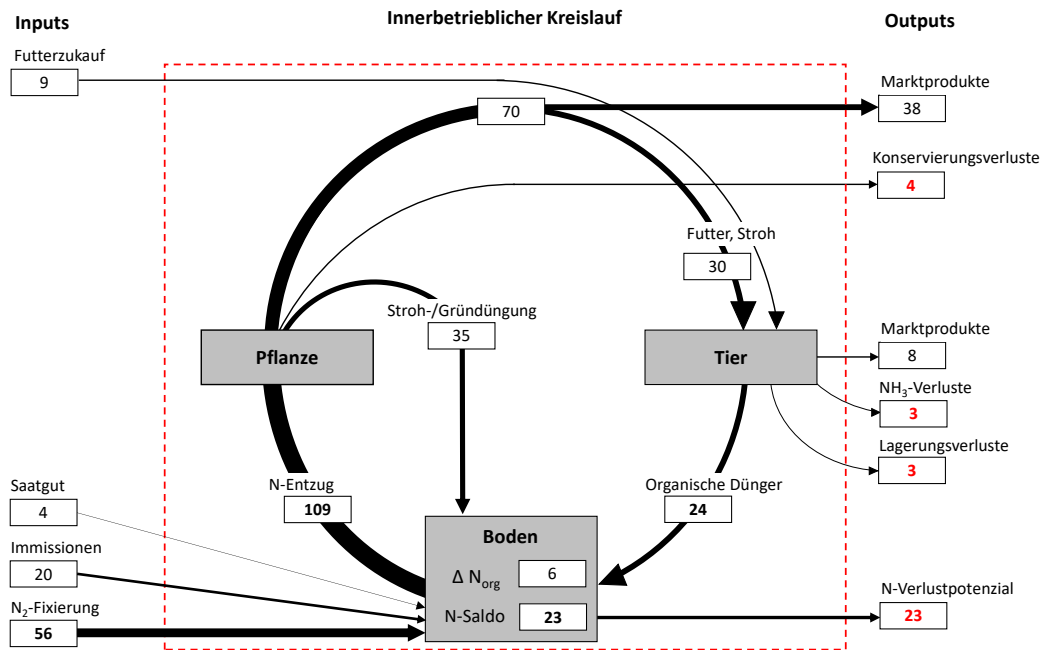 Innerbetrieblicher Kreislauf
Inputs
Outputs
Futterzukauf
9
Marktprodukte
38
70
Konservierungsverluste
4
Futter, Stroh
30
Stroh-/Gründüngung
35
Pflanze
Tier
Marktprodukte
8
NH₃-Verluste
3
Lagerungsverluste
3
N-Entzug
109
Organische Dünger
24
Saatgut
4
Immissionen
20
N₂-Fixierung
56
Boden
Δ N_org
6
N-Saldo
23
N-Verlustpotenzial
23